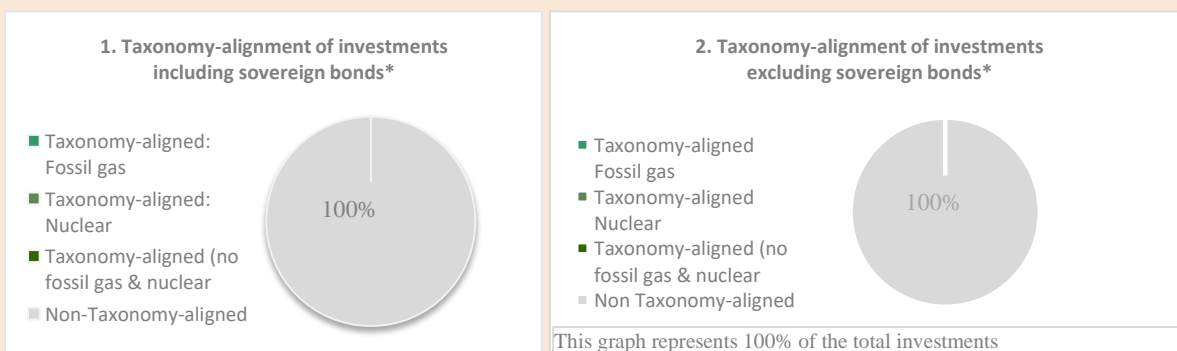 1. Taxonomy-alignment of investments
including sovereign bonds*
Taxonomy-aligned:
Fossil gas
Taxonomy-aligned:
Nuclear
Taxonomy-aligned (no
fossil gas & nuclear
Non-Taxonomy-aligned
100%
2. Taxonomy-alignment of investments
excluding sovereign bonds*
Taxonomy-aligned
Fossil gas
Taxonomy-aligned
Nuclear
Taxonomy-aligned (no
fossil gas & nuclear
Non Taxonomy-aligned
100%
This graph represents 100% of the total investments